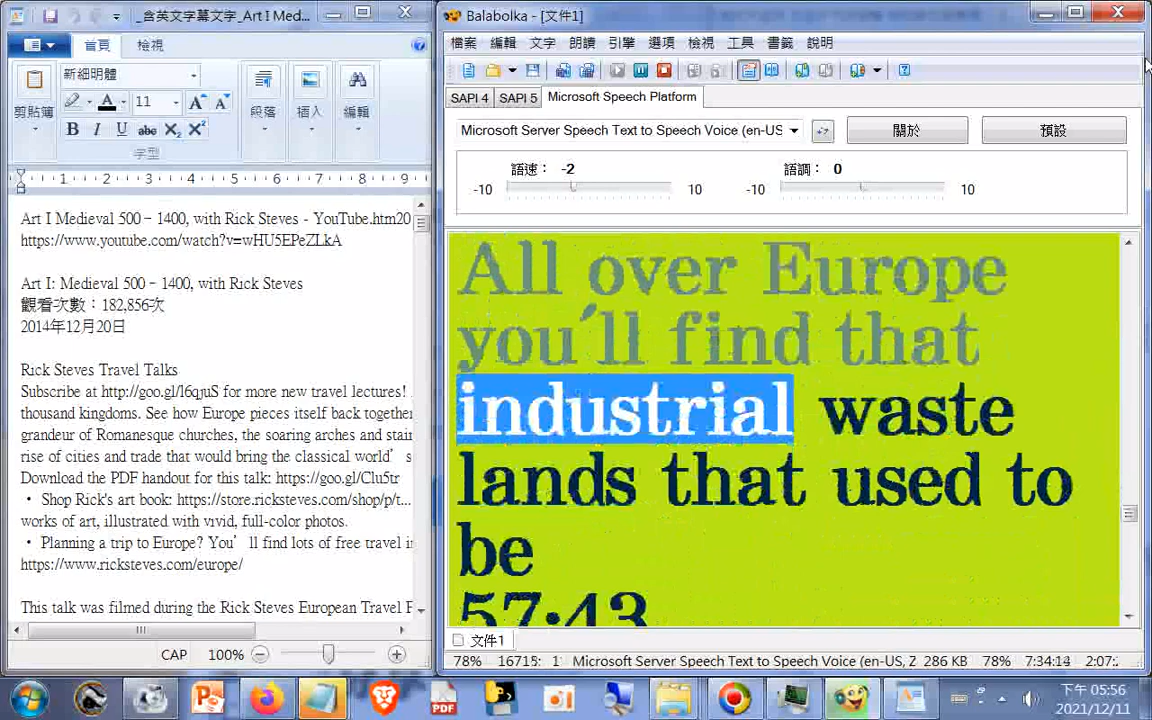 _含英文字幕文字_Art I Med...
首頁 檢視
新細明體
11
剪貼簿
段落
插入
編輯
字型
1 2 3 4 5 6 7 8 9
Art I Medieval 500–1400, with Rick Steves - YouTube.htm20
https://www.youtube.com/watch?v=wHU5EPeZLkA
Art I: Medieval 500–1400, with Rick Steves
觀看次數：182,856次
2014年12月20日
Rick Steves Travel Talks
Subscribe at http://goo.gl/l6qjuS for more new travel lectures!
thousand kingdoms. See how Europe pieces itself back together
grandeur of Romanesque churches, the soaring arches and stai
rise of cities and trade that would bring the classical world’s
Download the PDF handout for this talk: https://goo.gl/Clu5tr
• Shop Rick's art book: https://store.ricksteves.com/shop/p/t...
works of art, illustrated with vivid, full-color photos.
• Planning a trip to Europe? You’ll find lots of free travel i
https://www.ricksteves.com/europe/
This talk was filmed during the Rick Steves European Travel F
CAP 100%
Balabolka - [文件1]
檔案 編輯 文字 朗讀 引擎 選項 檢視 工具 書籤 說明
SAPI 4 SAPI 5 Microsoft Speech Platform
Microsoft Server Speech Text to Speech Voice (en-US
關於
預設
語速： -2
語調： 0
-10 10 -10 10
All over Europe
you'll find that
industrial waste
lands that used to
be
57:43
文件1
78% 16715: 1 Microsoft Server Speech Text to Speech Voice (en-US, Z 286 KB 78% 7:34:14 2:07:
下午 05:56
2021/12/11